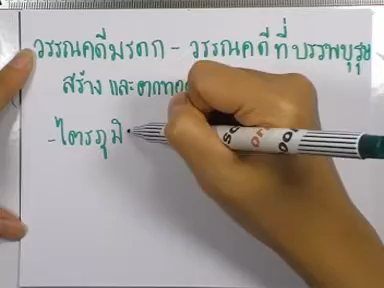 วรรณคดีมรดก - วรรณคดีที่บรรพบุรุษ
สร้าง และตกทอด
- ไตรภูมิ